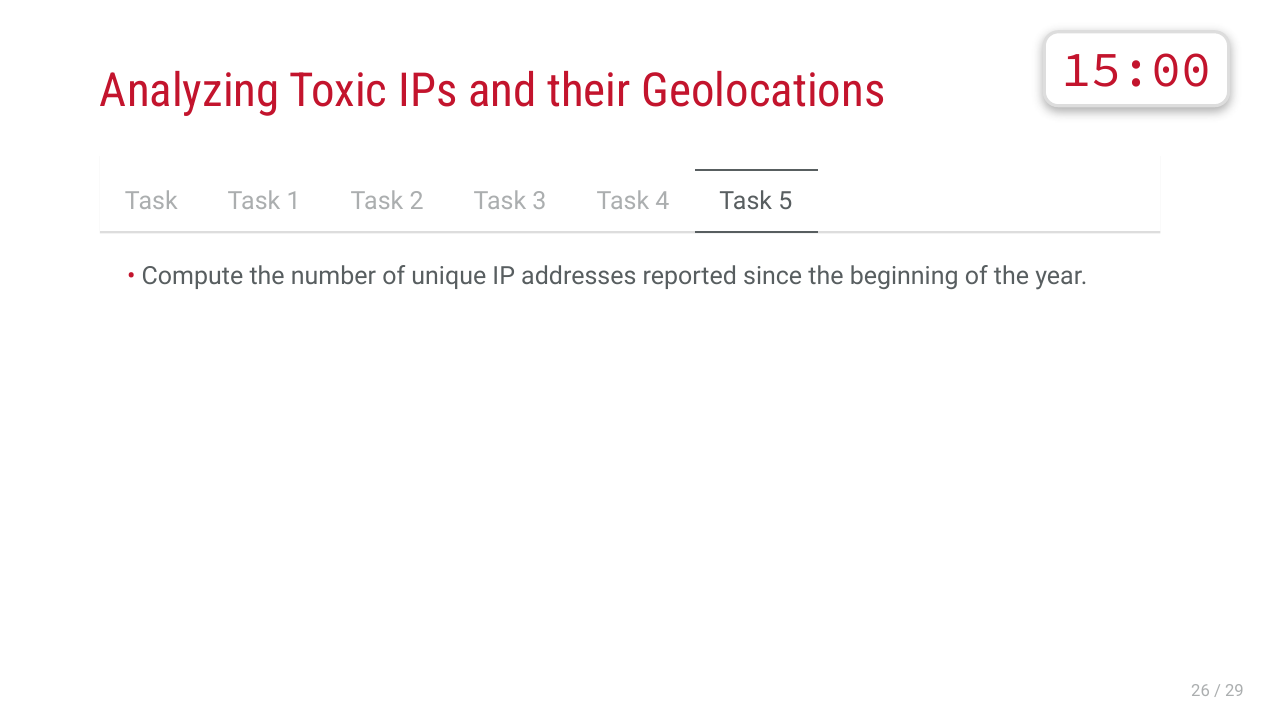 15:00
Analyzing Toxic IPs and their Geolocations
Task Task 1 Task 2 Task 3 Task 4 Task 5
• Compute the number of unique IP addresses reported since the beginning of the year.
26 / 29